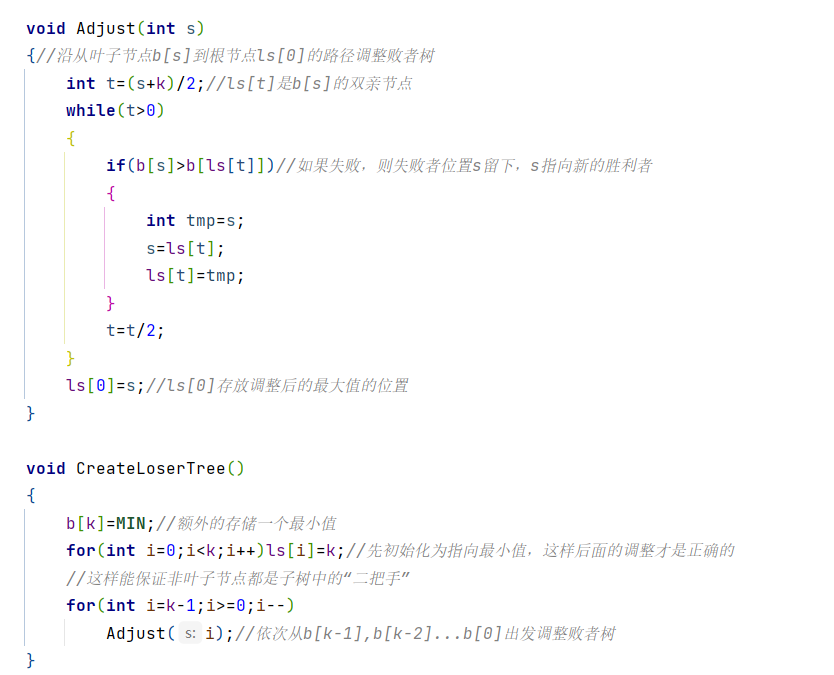 void Adjust(int s)
{//沿从叶子节点b[s]到根节点ls[0]的路径调整败者树
int t=(s+k)/2;//ls[t]是b[s]的双亲节点
while(t>0)
{
if(b[s]>b[ls[t]])//如果失败，则失败者位置s留下，s指向新的胜利者
{
int tmp=s;
s=ls[t];
ls[t]=tmp;
}
t=t/2;
}
ls[0]=s;//ls[0]存放调整后的最大值的位置
}
void CreateLoserTree()
{
b[k]=MIN;//额外的存储一个最小值
for(int i=0;i<k;i++)ls[i]=k;//先初始化为指向最小值，这样后面的调整才是正确的
//这样能保证非叶子节点都是子树中的“二把手”
for(int i=k-1;i>=0;i--)
Adjust( s: i);//依次从b[k-1],b[k-2]...b[0]出发调整败者树
}